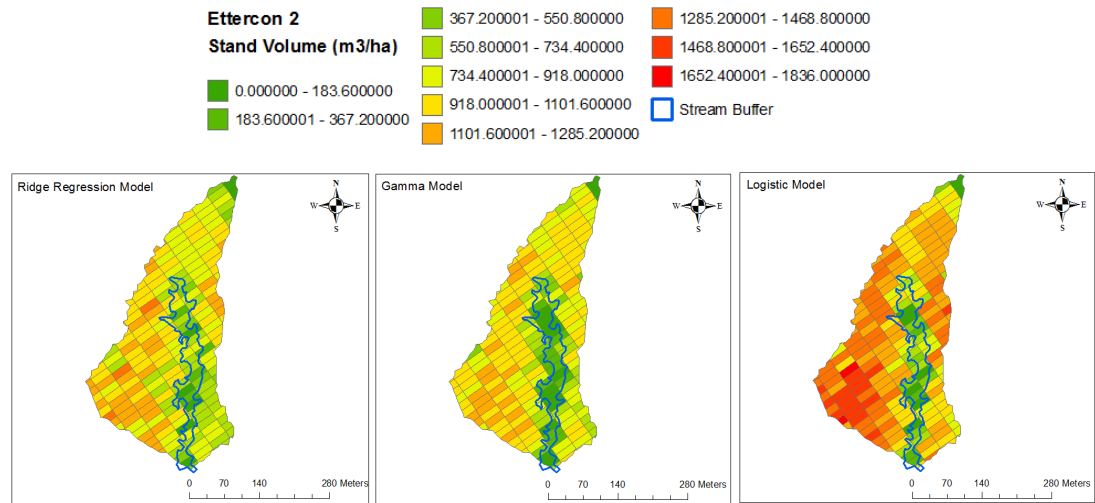 Ettercon 2
Stand Volume (m3/ha)
0.000000 - 183.600000
183.600001 - 367.200000
367.200001 - 550.800000
550.800001 - 734.400000
734.400001 - 918.000000
918.000001 - 1101.600000
1101.600001 - 1285.200000
1285.200001 - 1468.800000
1468.800001 - 1652.400000
1652.400001 - 1836.000000
Stream Buffer
Ridge Regression Model
N
W E
S
0 70 140 280 Meters
Gamma Model
N
W E
S
0 70 140 280 Meters
Logistic Model
N
W E
S
0 70 140 280 Meters